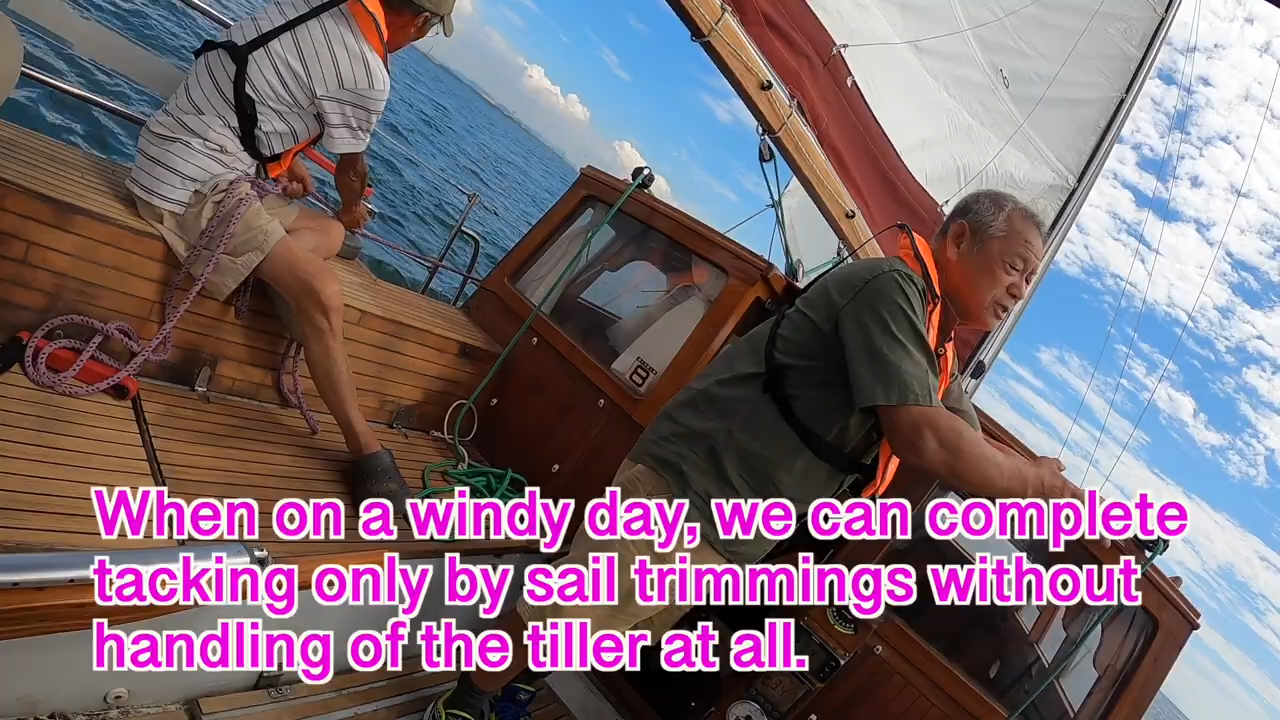 8
When on a windy day, we can complete
tacking only by sail trimmings without
handling of the tiller at all.